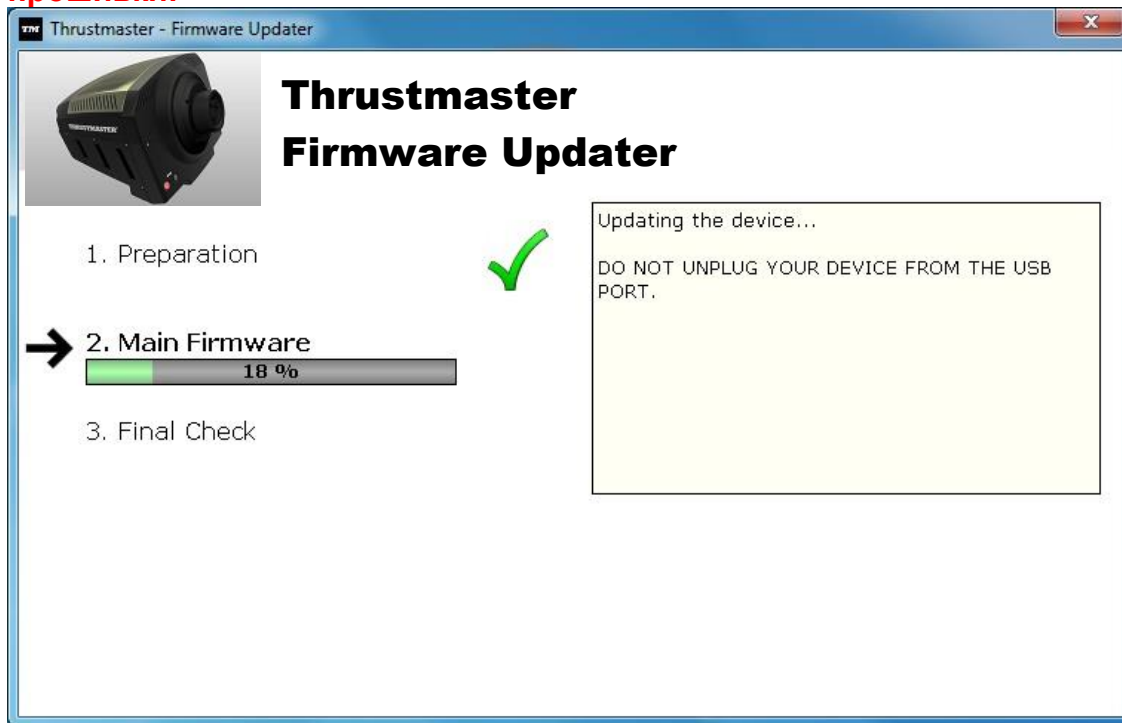 Thrustmaster - Firmware Updater
Thrustmaster
Firmware Updater
1. Preparation
2. Main Firmware
18 %
3. Final Check
Updating the device...
DO NOT UNPLUG YOUR DEVICE FROM THE USB
PORT.